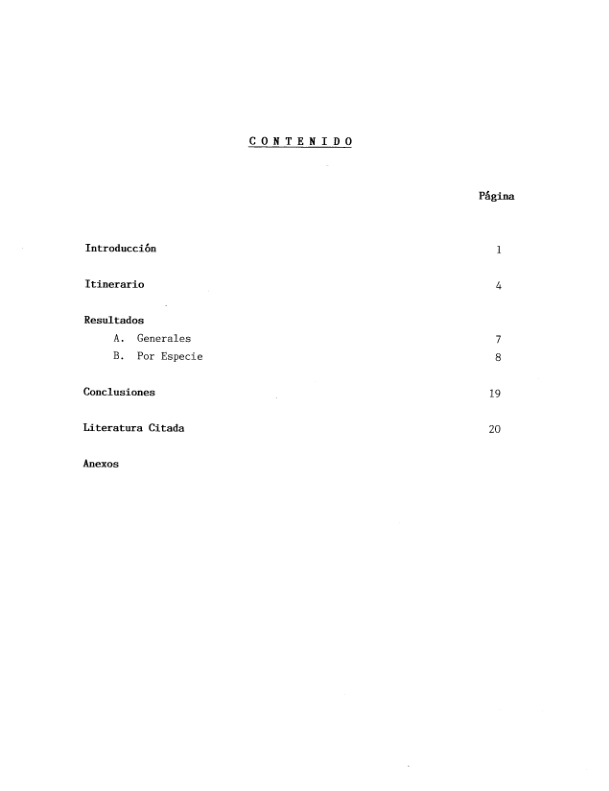 C O N T E N I D O
Página
Introducción 1
Itinerario 4
Resultados
A. Generales 7
B. Por Especie 8
Conclusiones 19
Literatura Citada 20
Anexos